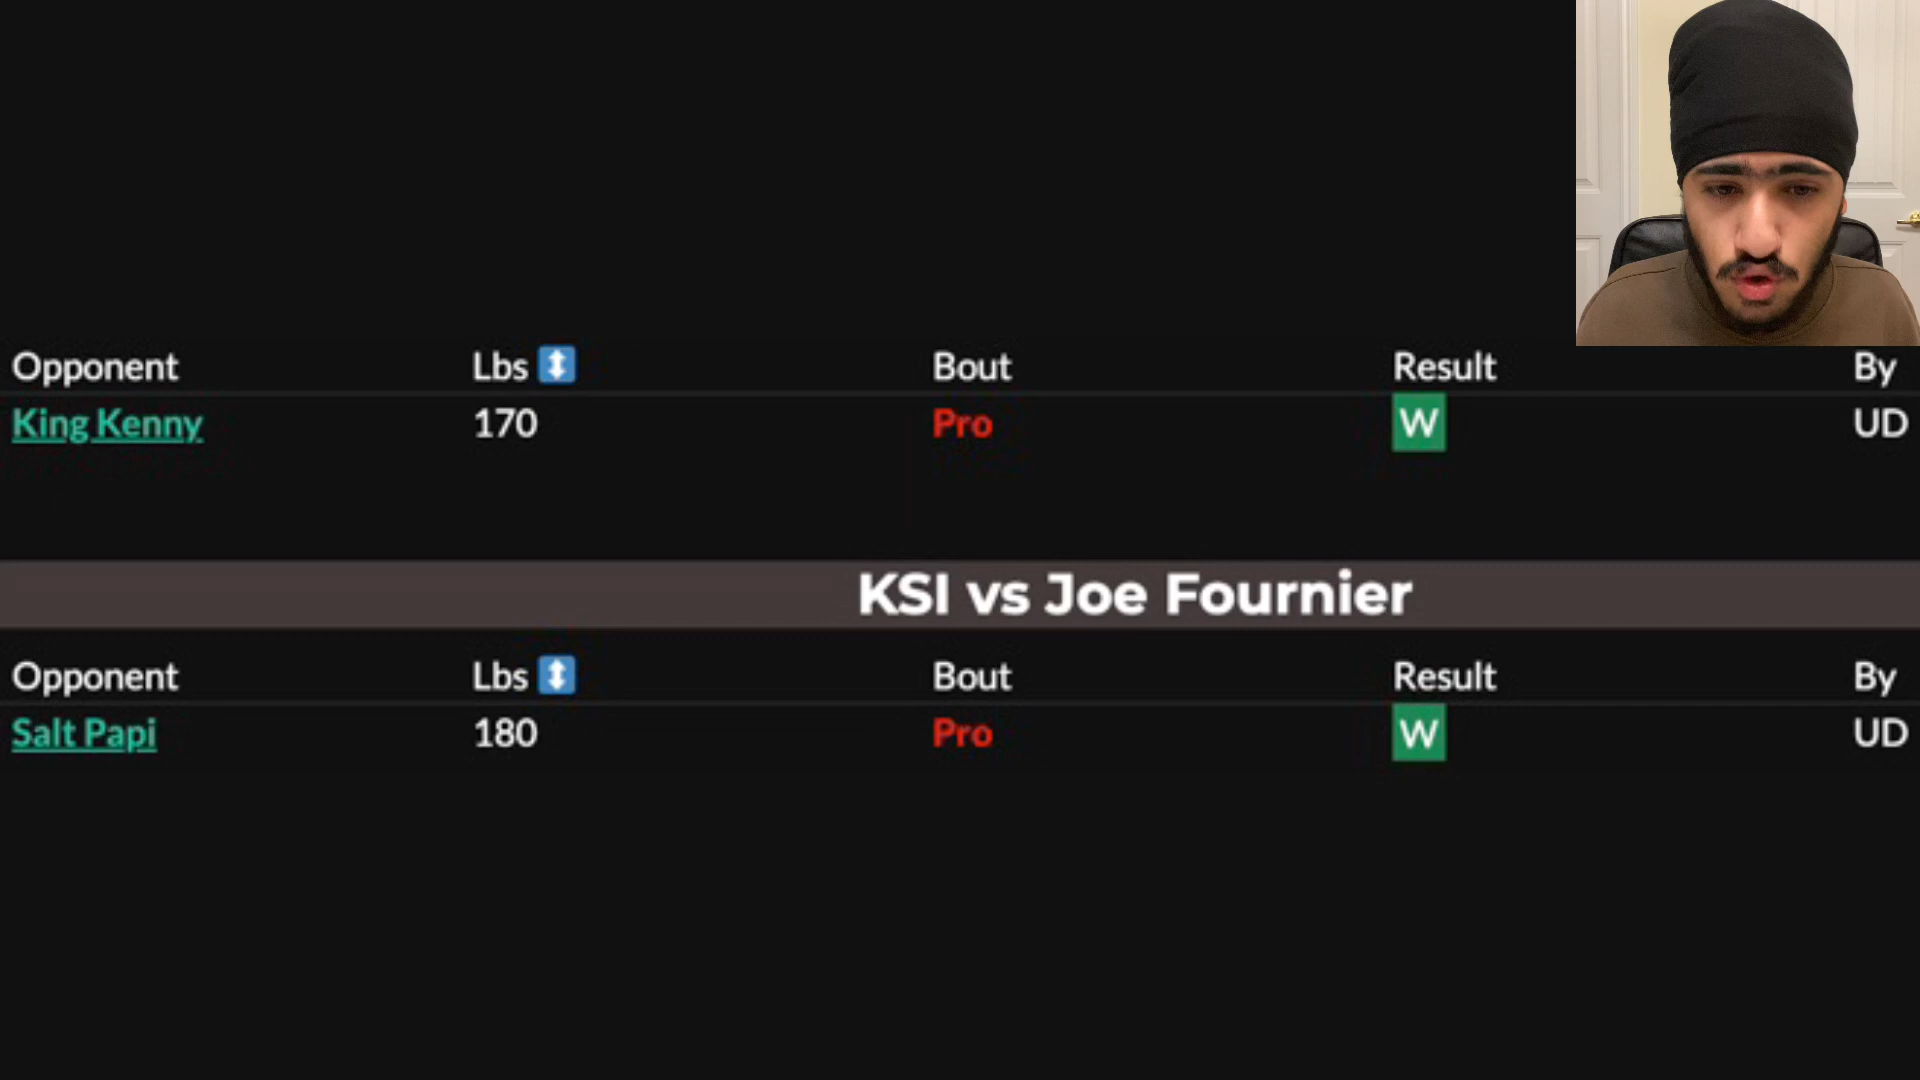 Opponent Lbs ↕ Bout Result By
King Kenny 170 Pro W UD
KSI vs Joe Fournier
Opponent Lbs ↕ Bout Result By
Salt Papi 180 Pro W UD